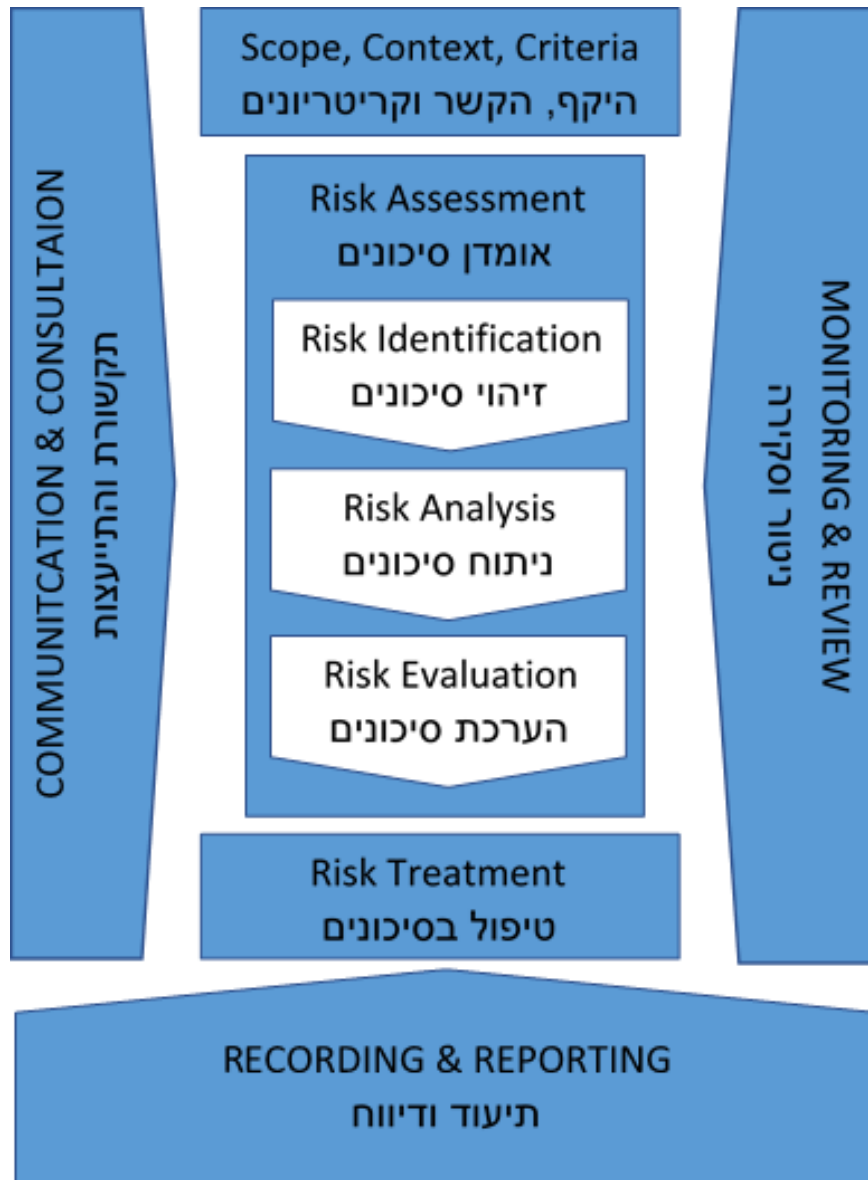 Scope, Context, Criteria
היקף, הקשר וקריטריונים
COMMUNITCATION & CONSULTAION
תקשורת והתייעצות
Risk Assessment
אומדן סיכונים
Risk Identification
זיהוי סיכונים
Risk Analysis
ניתוח סיכונים
Risk Evaluation
הערכת סיכונים
MONITORING & REVIEW
ניטור וסקירה
Risk Treatment
טיפול בסיכונים
RECORDING & REPORTING
תיעוד ודיווח